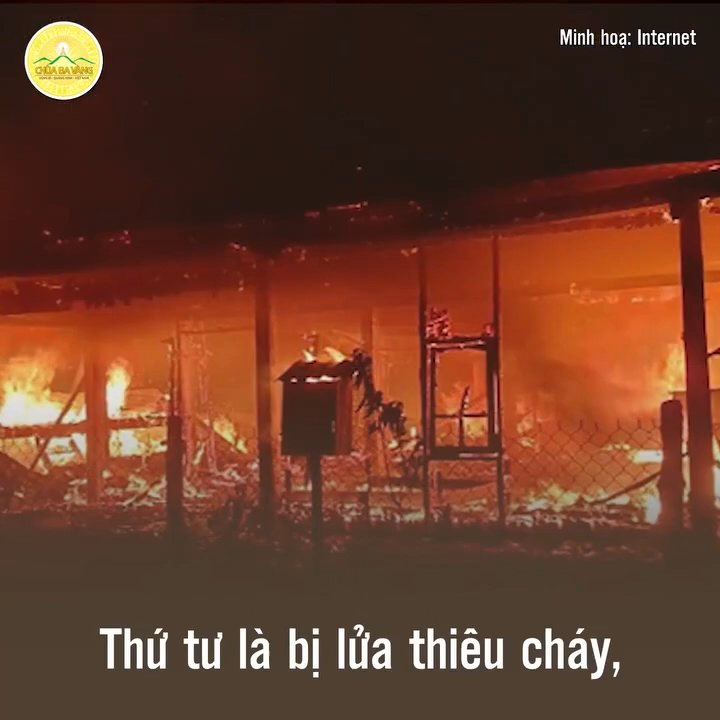 Minh hoạ: Internet
CHÙA BA VÀNG
Thứ tư là bị lửa thiêu cháy,